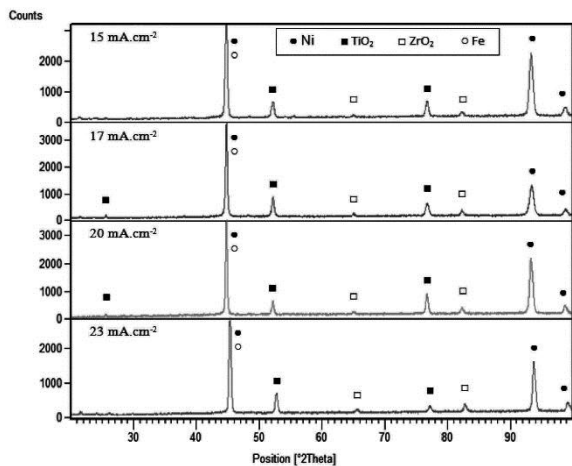 Counts
15 mA.cm⁻²
Ni TiO₂ ZrO₂ Fe
3000
2000
1000
0
17 mA.cm⁻²
3000
2000
1000
0
20 mA.cm⁻²
3000
2000
1000
0
23 mA.cm⁻²
2000
1000
0
30 40 50 60 70 80 90
Position [°2Theta]